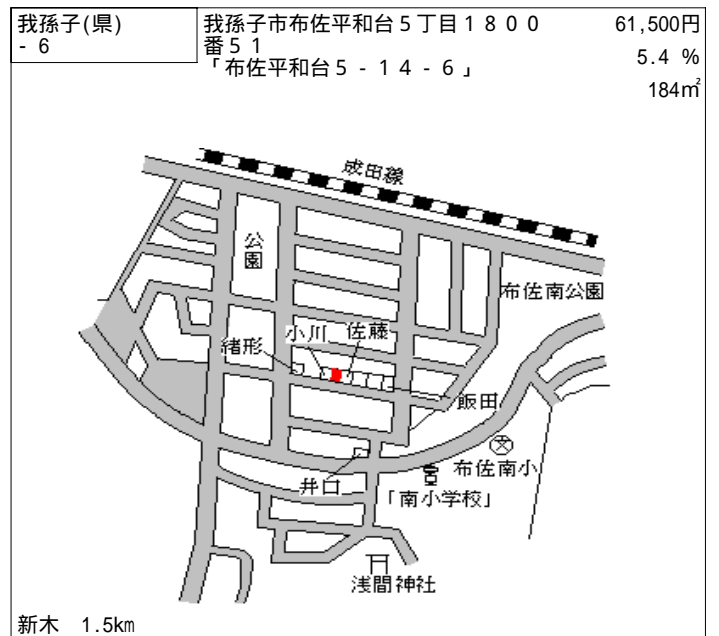 我孫子(県)
- 6
我孫子市布佐平和台５丁目１８００
番５１
「布佐平和台５－１４－６」
61,500円
5.4 %
184㎡
成田線
公園
布佐南公園
緒形
小川
佐藤
飯田
井口
布佐南小
「南小学校」
浅間神社
新木 1.5km